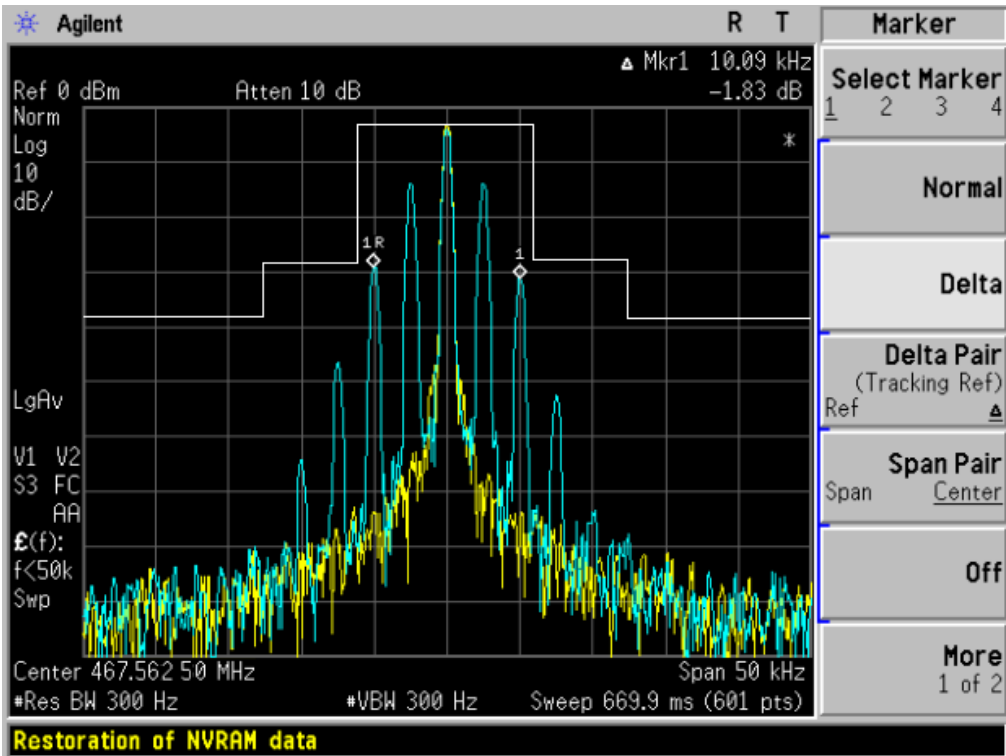 Agilent R T
Marker
Δ Mkr1 10.09 kHz
Ref 0 dBm Atten 10 dB -1.83 dB
Norm
Log
10
dB/
*
1R
1
LgAv
V1 V2
S3 FC
AA
£(f):
f<50k
Swp
Center 467.562 50 MHz Span 50 kHz
#Res BW 300 Hz #VBW 300 Hz Sweep 669.9 ms (601 pts)
Restoration of NVRAM data
Select Marker
1 2 3 4
Normal
Delta
Delta Pair
(Tracking Ref)
Ref Δ
Span Pair
Span Center
Off
More
1 of 2